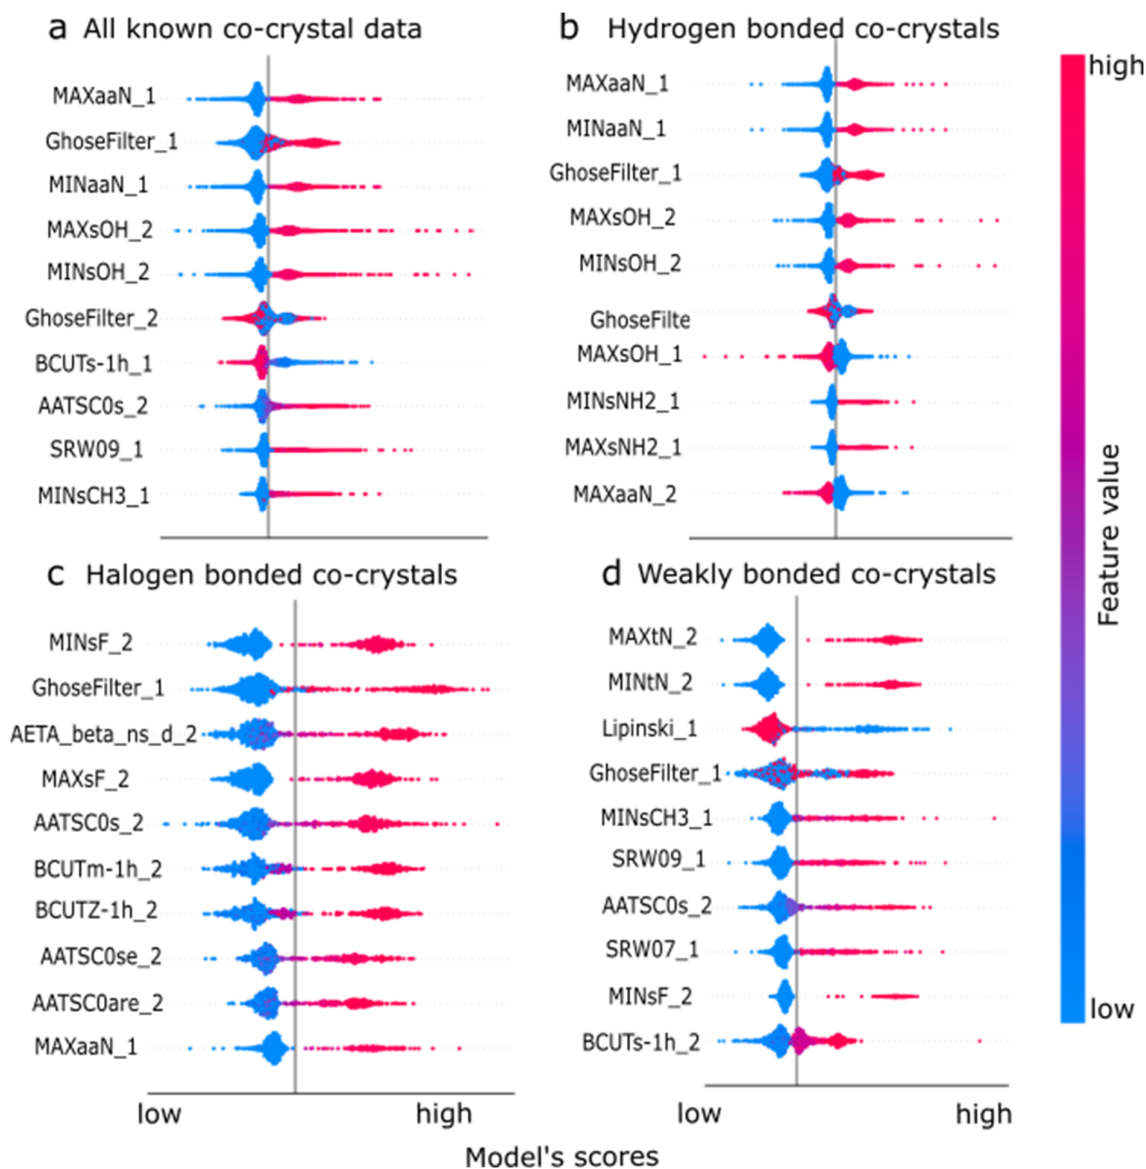 a All known co-crystal data
MAXaaN_1
GhoseFilter_1
MINaaN_1
MAXsOH_2
MINsOH_2
GhoseFilter_2
BCUTs-1h_1
AATSC0s_2
SRW09_1
MINsCH3_1
b Hydrogen bonded co-crystals
MAXaaN_1
MINaaN_1
GhoseFilter_1
MAXsOH_2
MINsOH_2
GhoseFilte
MAXsOH_1
MINsNH2_1
MAXsNH2_1
MAXaaN_2
c Halogen bonded co-crystals
MINsF_2
GhoseFilter_1
AETA_beta_ns_d_2
MAXsF_2
AATSC0s_2
BCUTm-1h_2
BCUTZ-1h_2
AATSC0se_2
AATSC0are_2
MAXaaN_1
low high
d Weakly bonded co-crystals
MAXtN_2
MINtN_2
Lipinski_1
GhoseFilter_1
MINsCH3_1
SRW09_1
AATSC0s_2
SRW07_1
MINsF_2
BCUTs-1h_2
low high
Model's scores
high
Feature value
low